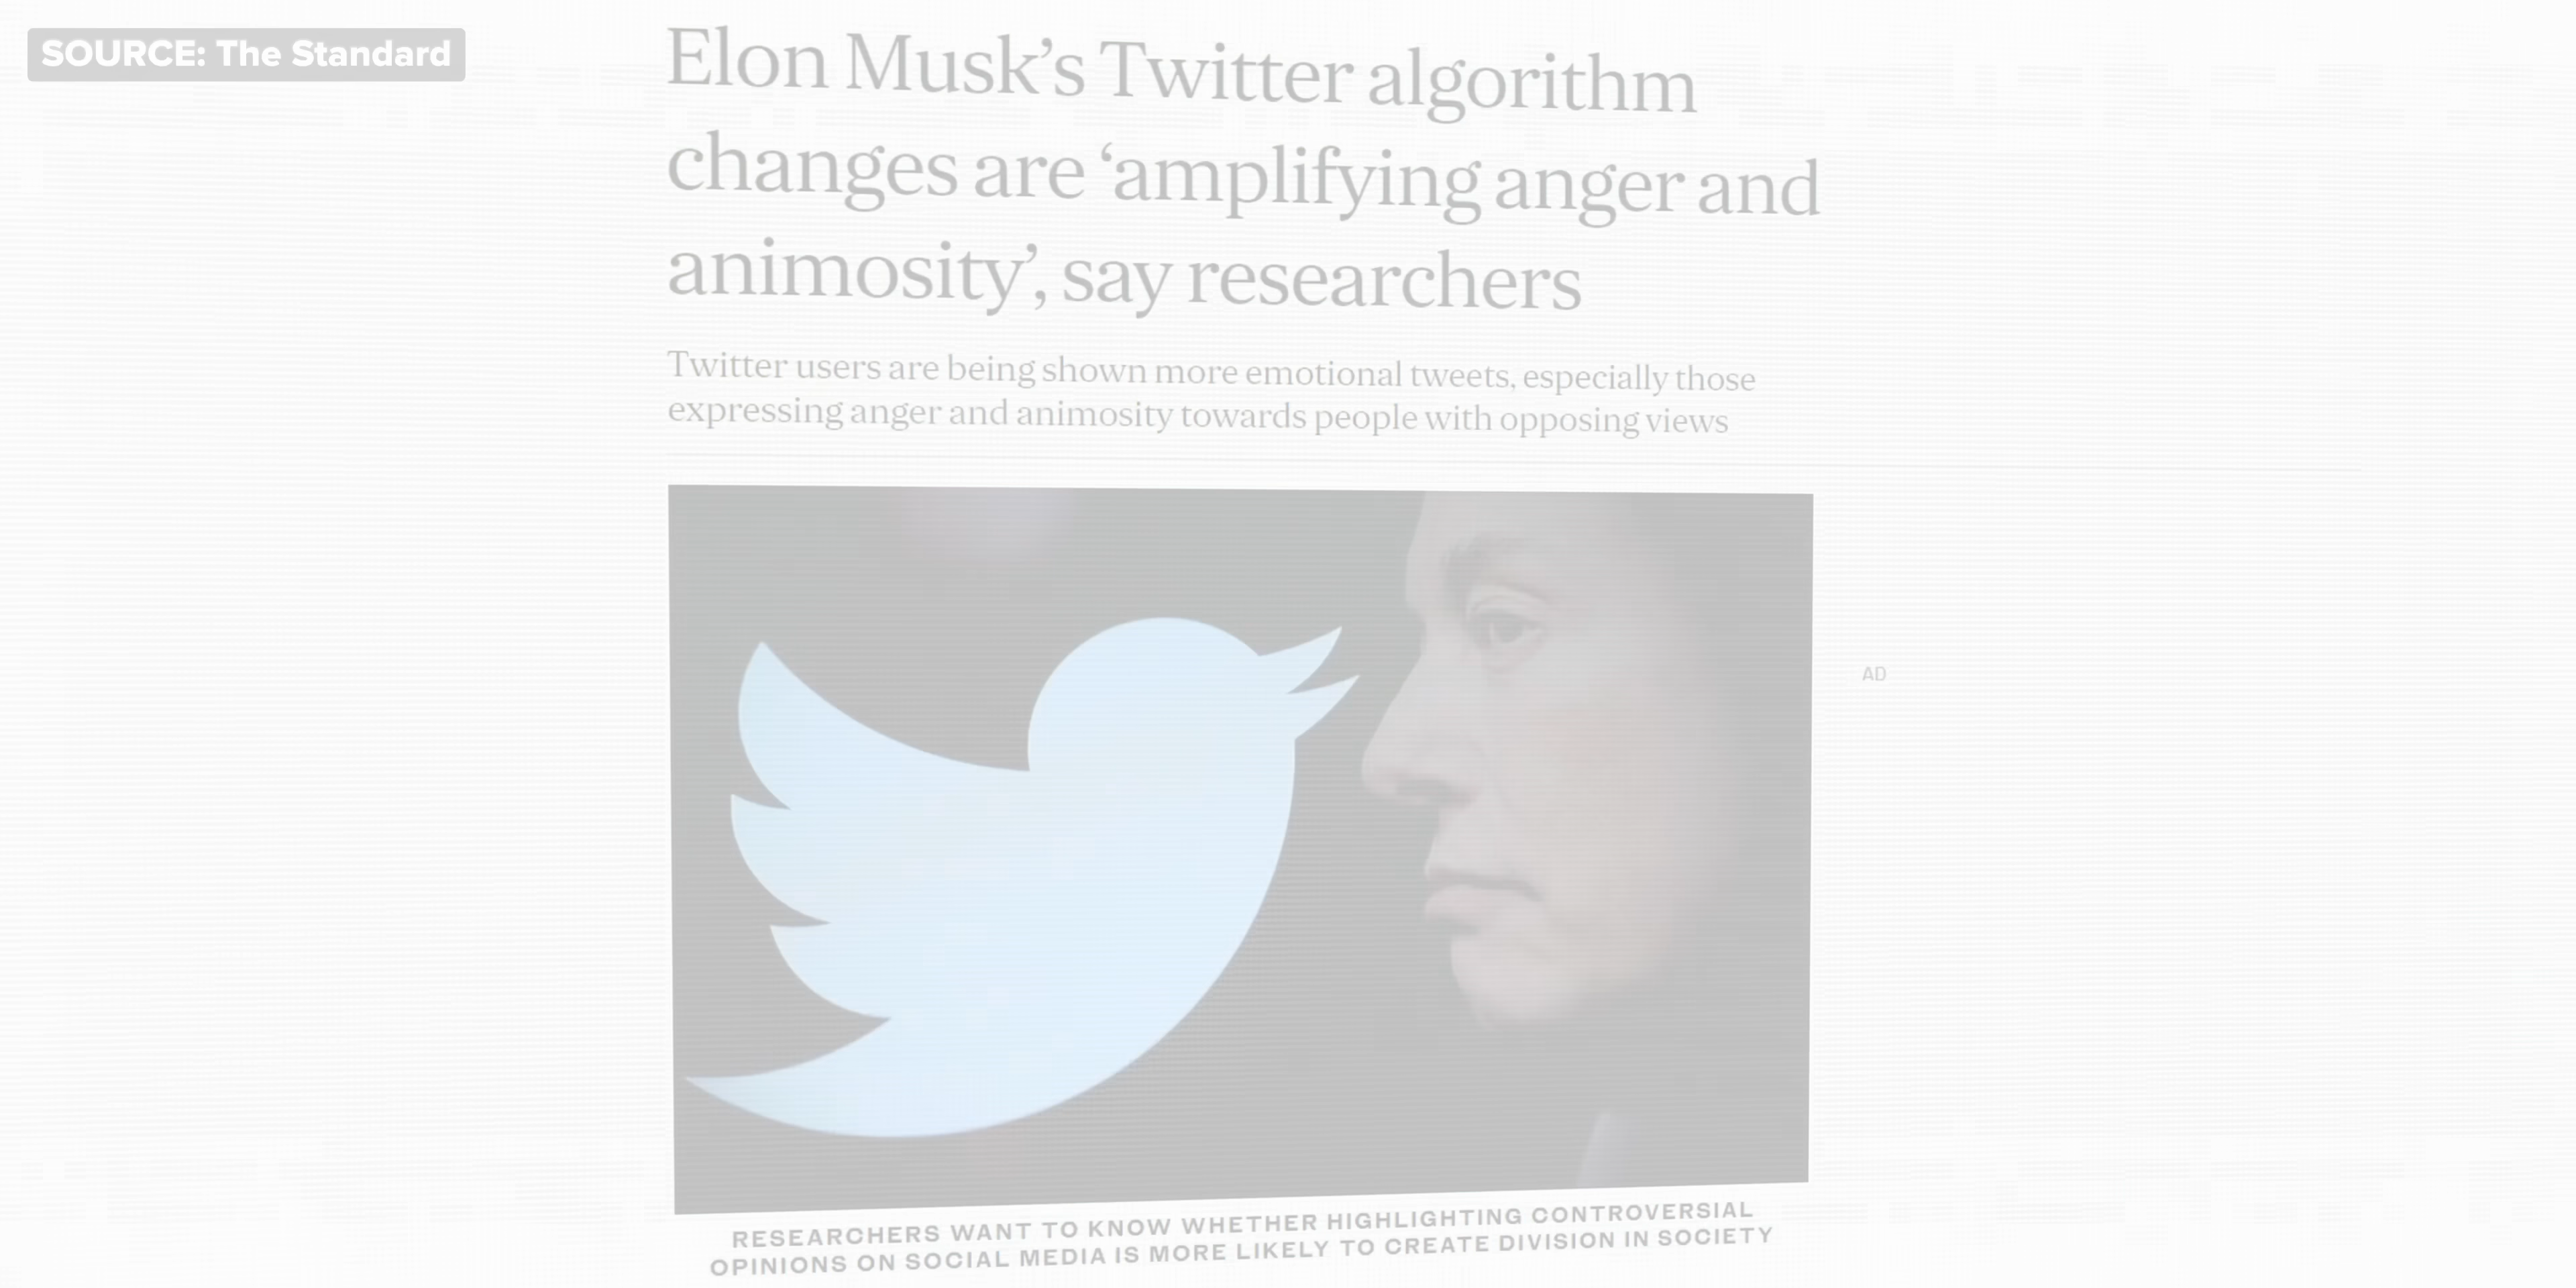 SOURCE: The Standard
Elon Musk’s Twitter algorithm
changes are ‘amplifying anger and
animosity’, say researchers
Twitter users are being shown more emotional tweets, especially those
expressing anger and animosity towards people with opposing views
AD
RESEARCHERS WANT TO KNOW WHETHER HIGHLIGHTING CONTROVERSIAL
OPINIONS ON SOCIAL MEDIA IS MORE LIKELY TO CREATE DIVISION IN SOCIETY